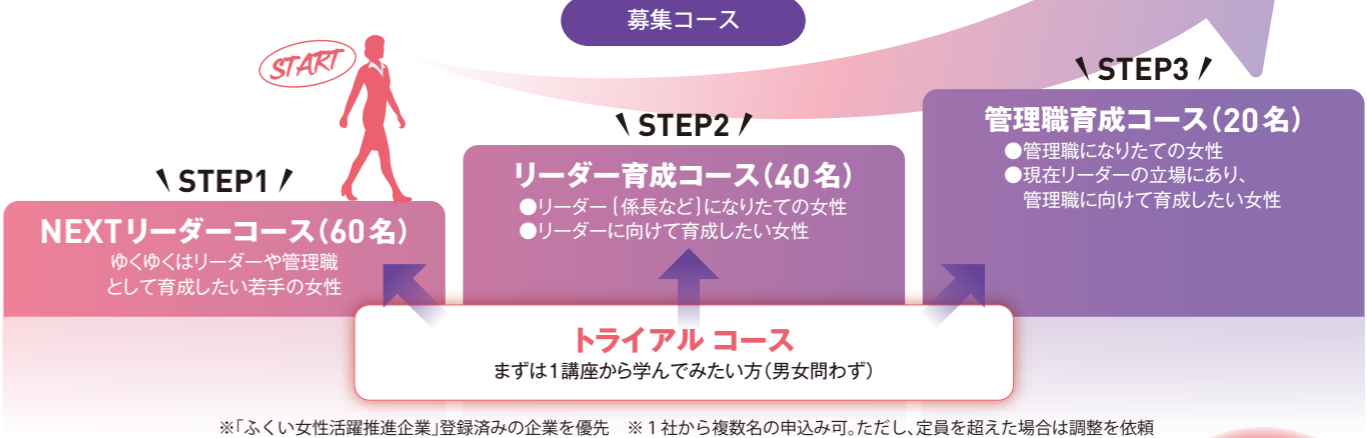 募集コース
START
STEP1
NEXTリーダーコース(60名)
ゆくゆくはリーダーや管理職
として育成したい若手の女性
STEP2
リーダー育成コース(40名)
●リーダー〔係長など〕になりたての女性
●リーダーに向けて育成したい女性
STEP3
管理職育成コース(20名)
●管理職になりたての女性
●現在リーダーの立場にあり、
管理職に向けて育成したい女性
トライアル コース
まずは1講座から学んでみたい方(男女問わず)
※「ふくい女性活躍推進企業」登録済みの企業を優先 ※1社から複数名の申込み可。ただし、定員を超えた場合は調整を依頼